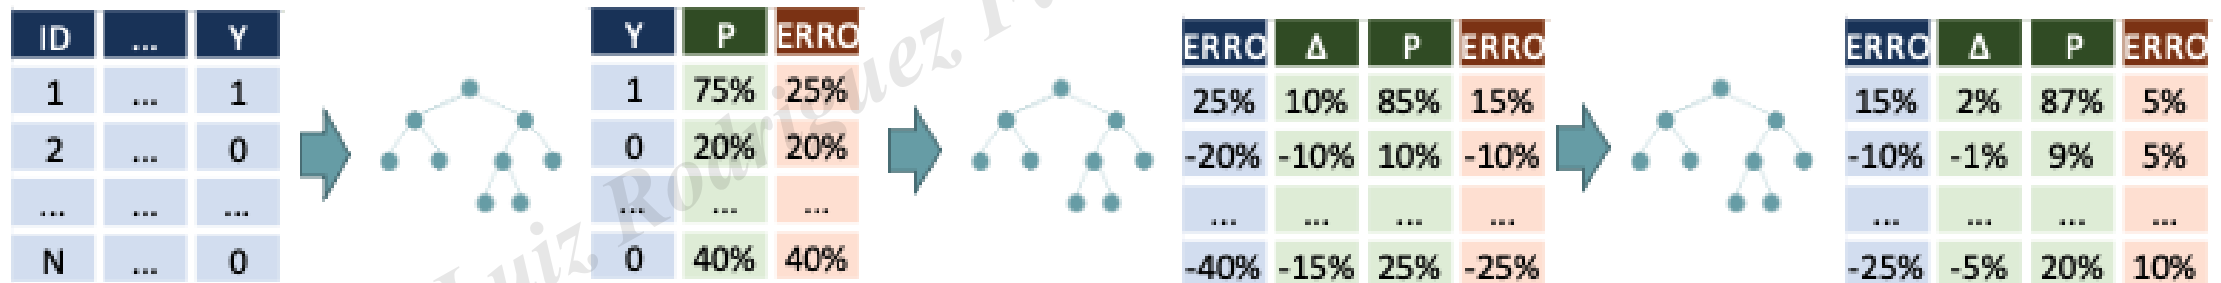 ID ... Y
1 ... 1
2 ... 0
... ... ...
N ... 0
Y P ERRO
1 75% 25%
0 20% 20%
... ... ...
0 40% 40%
ERRO Δ P ERRO
25% 10% 85% 15%
-20% -10% 10% -10%
... ... ... ...
-40% -15% 25% -25%
ERRO Δ P ERRO
15% 2% 87% 5%
-10% -1% 9% 5%
... ... ... ...
-25% -5% 20% 10%
Luiz Rodriguez